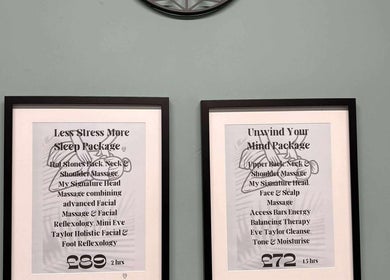 Less Stress More
Sleep Package
Hot Stones Back, Neck &
Shoulder Massage
My Signature Head
Massage combining
advanced Facial
Massage & Facial
Reflexology, Mini Eve
Taylor Holistic Facial &
Foot Reflexology
£89 2 hrs
Unwind Your
Mind Package
Upper Back, Neck &
Shoulder Massage
My Signature Head,
Face & Scalp
Massage
Access Bars Energy
Balancing Therapy
Eve Taylor Cleanse,
Tone & Moisturise
£72 1.5 hrs